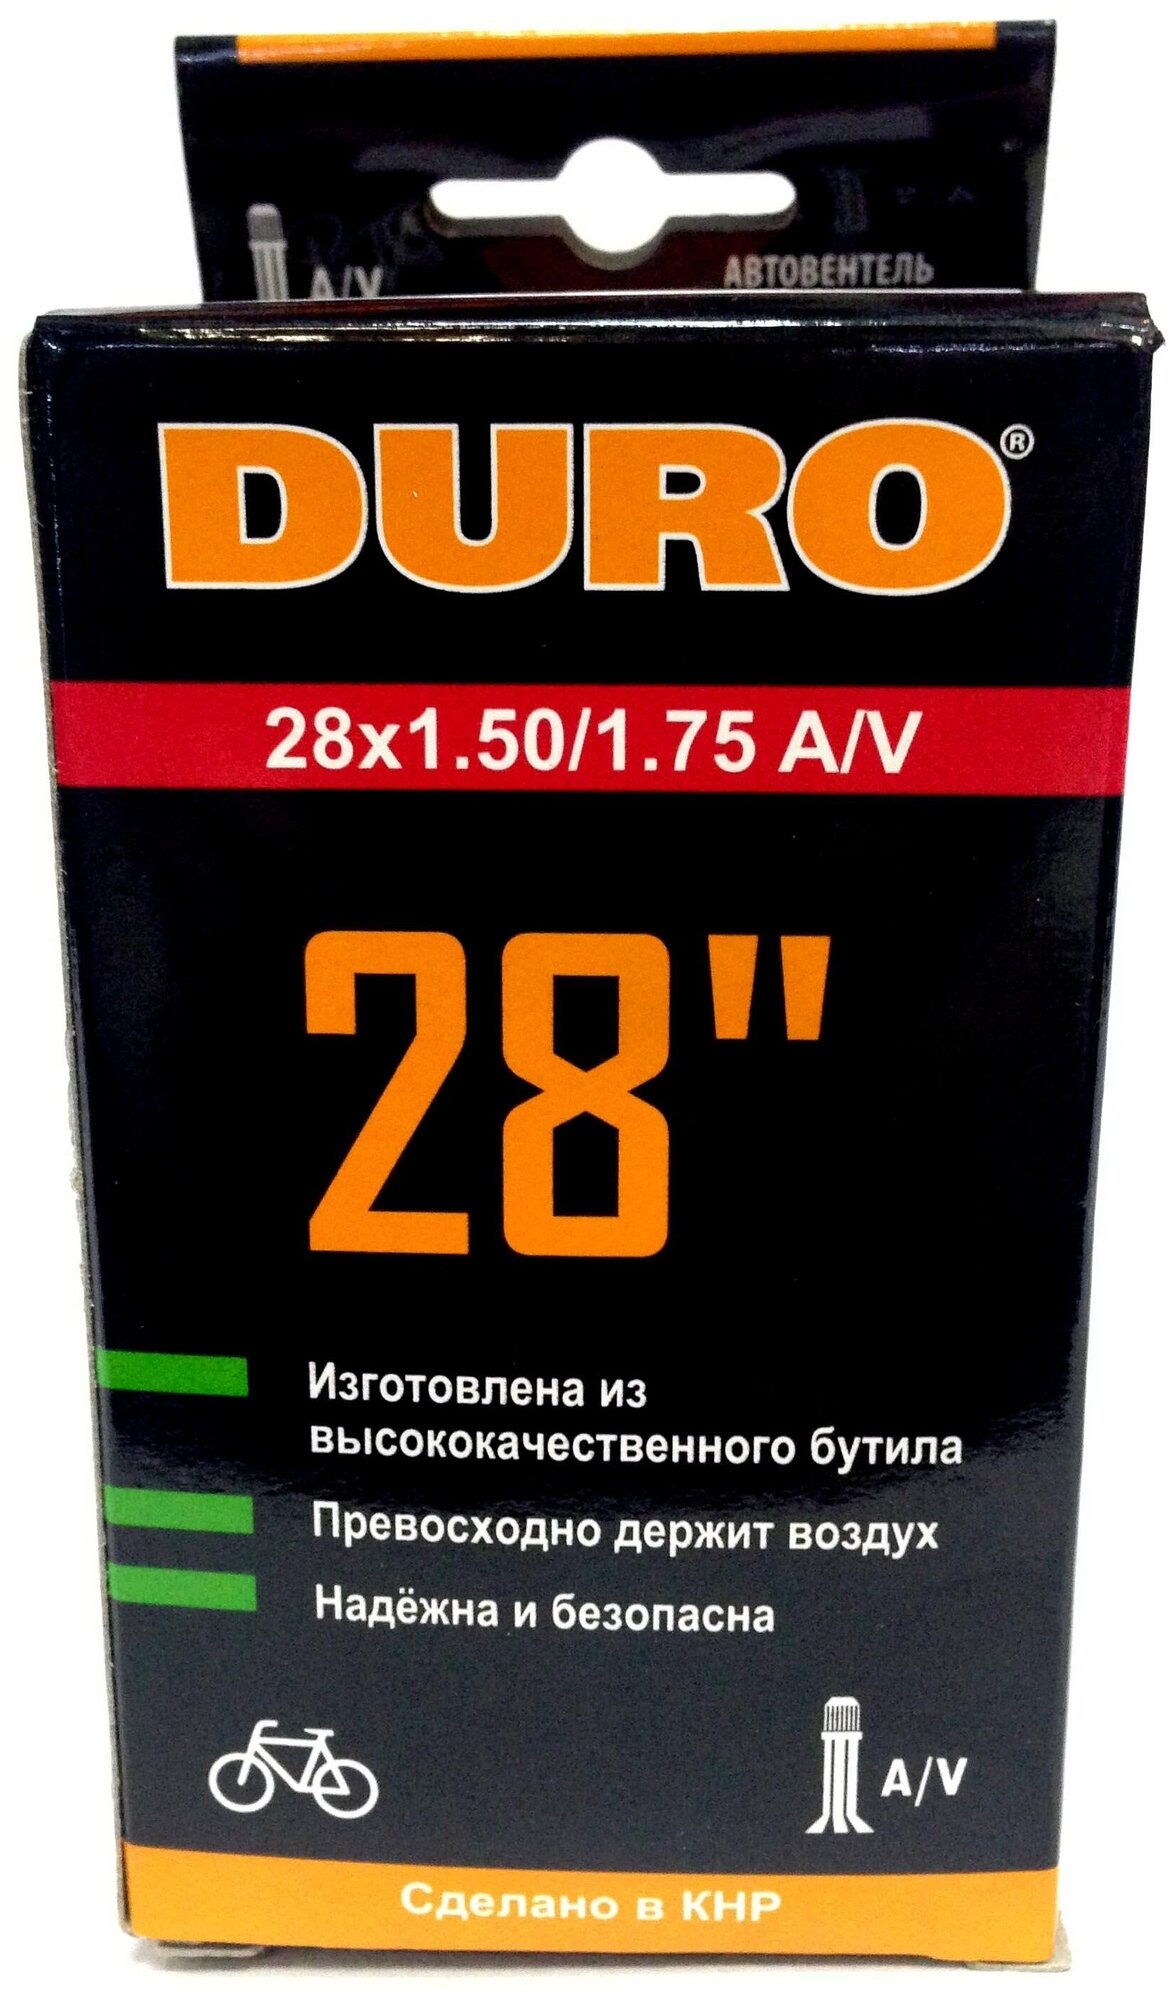 A/V
АВТОВЕНТЕЛЬ
DURO®
28x1.50/1.75 A/V
28"
Изготовлена из
высококачественного бутила
Превосходно держит воздух
Надёжна и безопасна
A/V
Сделано в КНР